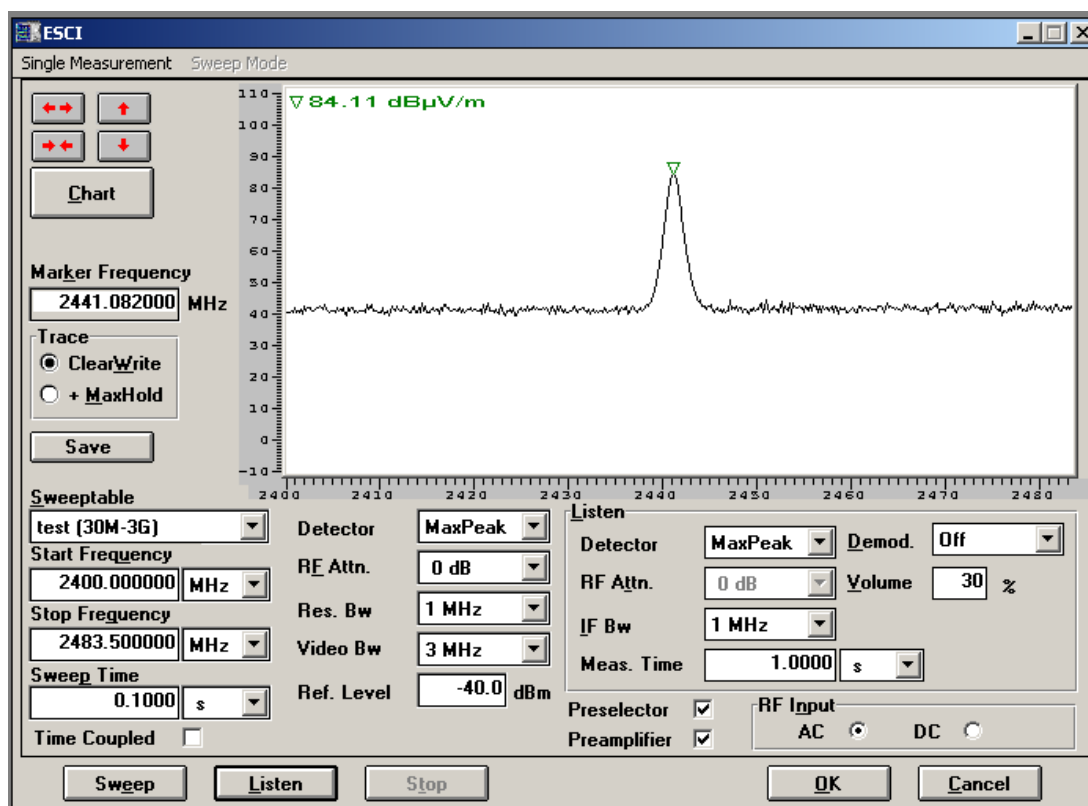 ESCI
Single Measurement Sweep Mode
▽ 84.11 dBµV/m
110
100
90
80
70
60
50
40
30
20
10
0
-10
2400 2410 2420 2430 2440 2450 2460 2470 2480
Chart
Marker Frequency
2441.082000 MHz
Trace
ClearWrite
+ MaxHold
Save
Sweeptable
test (30M-3G)
Start Frequency
2400.000000 MHz
Stop Frequency
2483.500000 MHz
Sweep Time
0.1000 s
Time Coupled
Detector MaxPeak
RF Attn. 0 dB
Res. Bw 1 MHz
Video Bw 3 MHz
Ref. Level -40.0 dBm
Listen
Detector MaxPeak Demod. Off
RF Attn. 0 dB Volume 30 %
IF Bw 1 MHz
Meas. Time 1.0000 s
Preselector
Preamplifier
RF Input
AC DC
Sweep Listen Stop OK Cancel